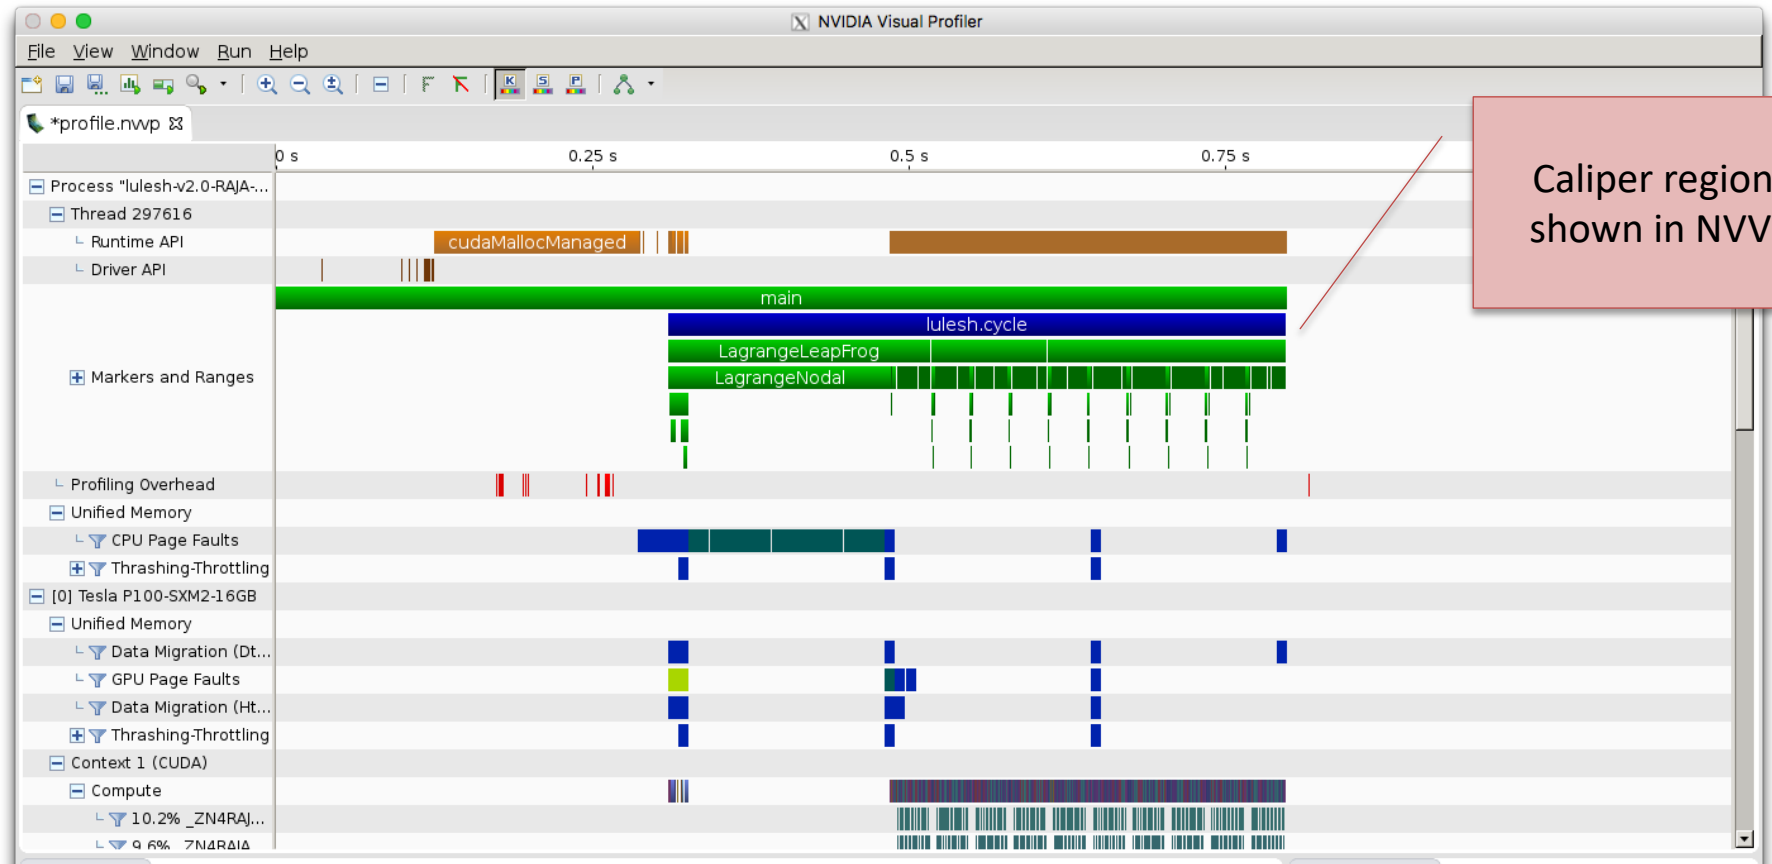 NVIDIA Visual Profiler
File View Window Run Help
K S P
*profile.nvvp
0 s 0.25 s 0.5 s 0.75 s
Caliper region
shown in NVV
Process "lulesh-v2.0-RAJA-...
Thread 297616
Runtime API cudaMallocManaged
Driver API
main
lulesh.cycle
LagrangeLeapFrog
Markers and Ranges LagrangeNodal
Profiling Overhead
Unified Memory
CPU Page Faults
Thrashing-Throttling
[0] Tesla P100-SXM2-16GB
Unified Memory
Data Migration (Dt...
GPU Page Faults
Data Migration (Ht...
Thrashing-Throttling
Context 1 (CUDA)
Compute
10.2% _ZN4RAJ...
9.6% _ZN4RAJA